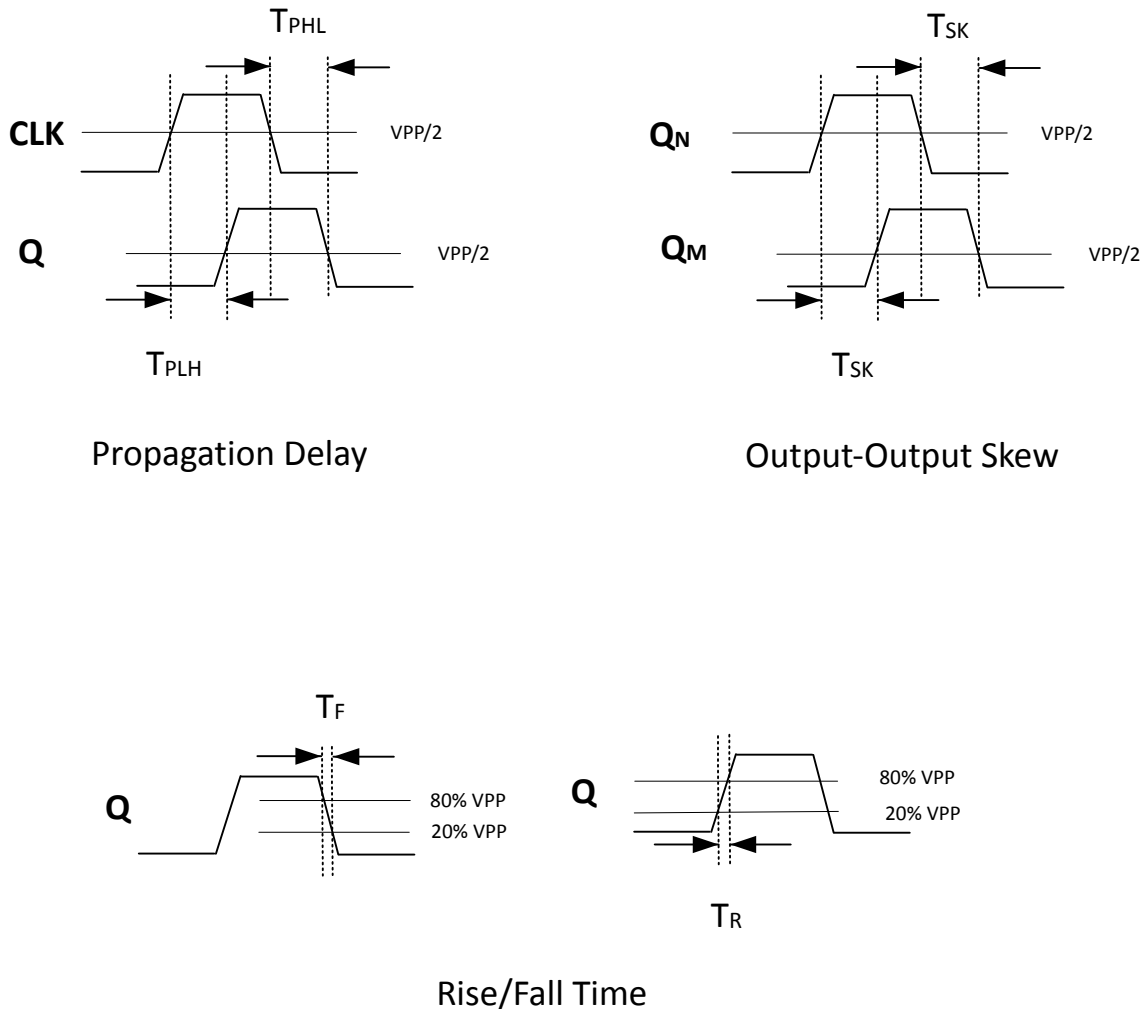 TPHL
CLK
VPP/2
Q
VPP/2
TPLH
Propagation Delay
TSK
QN
VPP/2
QM
VPP/2
TSK
Output-Output Skew
TF
Q
80% VPP
20% VPP
Q
80% VPP
20% VPP
TR
Rise/Fall Time